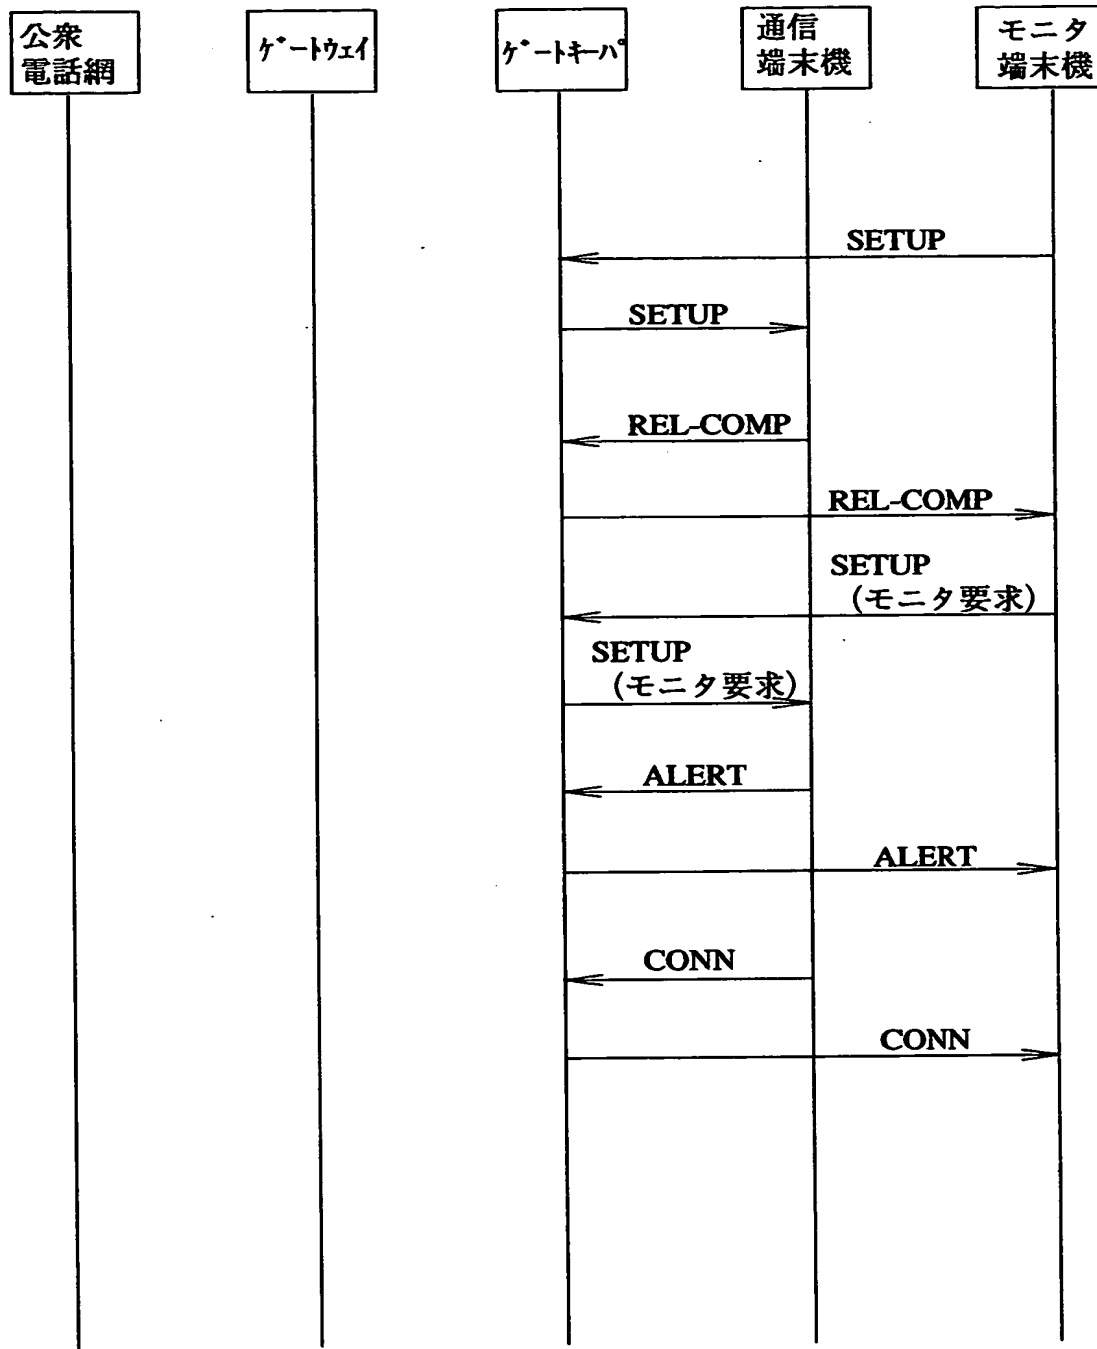 公衆
電話網
ゲートウェイ
ゲートキーパ
通信
端末機
モニタ
端末機
SETUP
SETUP
REL-COMP
REL-COMP
SETUP
(モニタ要求)
SETUP
(モニタ要求)
ALERT
ALERT
CONN
CONN